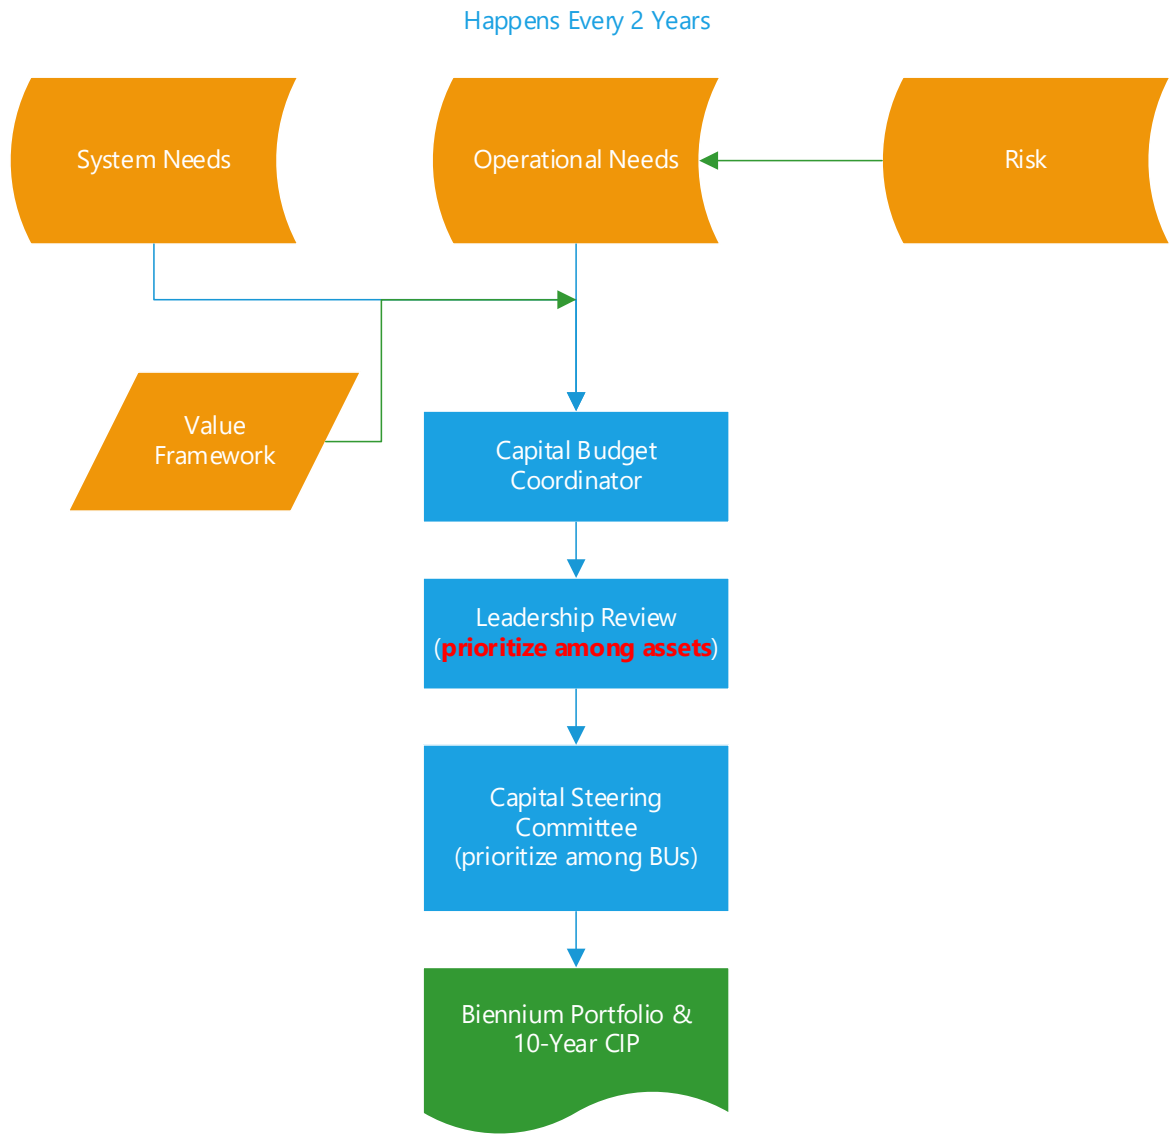 Happens Every 2 Years
System Needs
Operational Needs
Risk
Value
Framework
Capital Budget
Coordinator
Leadership Review
(prioritize among assets)
Capital Steering
Committee
(prioritize among BUs)
Biennium Portfolio &
10-Year CIP